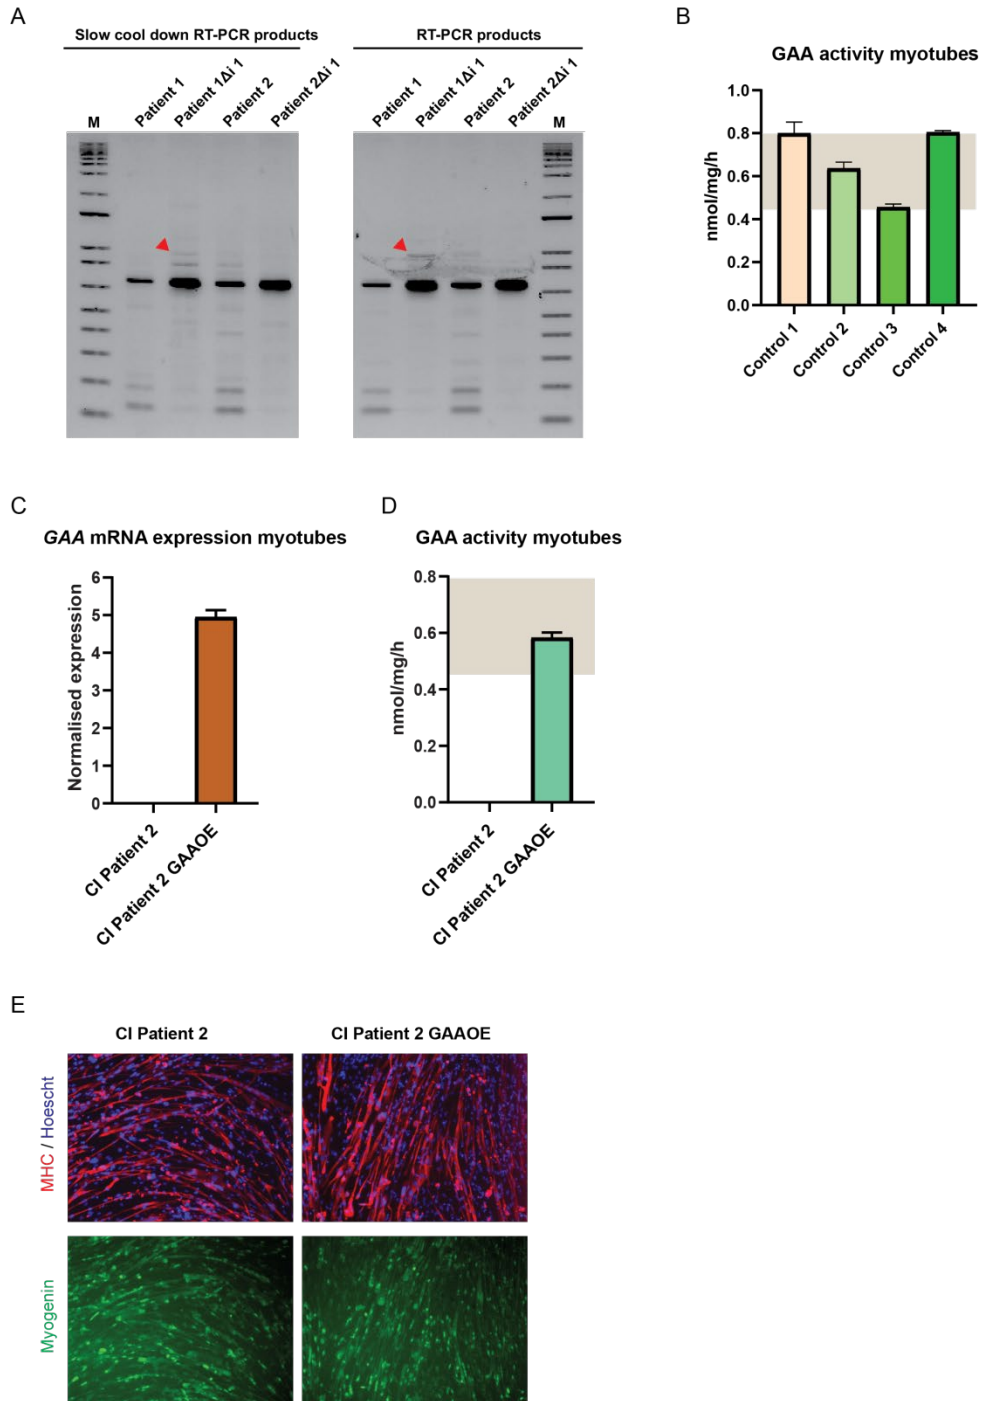 A
Slow cool down RT-PCR products
RT-PCR products
M
Patient 1
Patient 1Δi 1
Patient 2
Patient 2Δi 1
Patient 1
Patient 1Δi 1
Patient 2
Patient 2Δi 1
M
B
GAA activity myotubes
nmol/mg/h
1.0
0.8
0.6
0.4
0.2
0.0
Control 1
Control 2
Control 3
Control 4
C
GAA mRNA expression myotubes
Normalised expression
6
5
4
3
2
1
0
CI Patient 2
CI Patient 2 GAAOE
D
GAA activity myotubes
nmol/mg/h
0.8
0.6
0.4
0.2
0.0
CI Patient 2
CI Patient 2 GAAOE
E
CI Patient 2
CI Patient 2 GAAOE
MHC / Hoescht
Myogenin